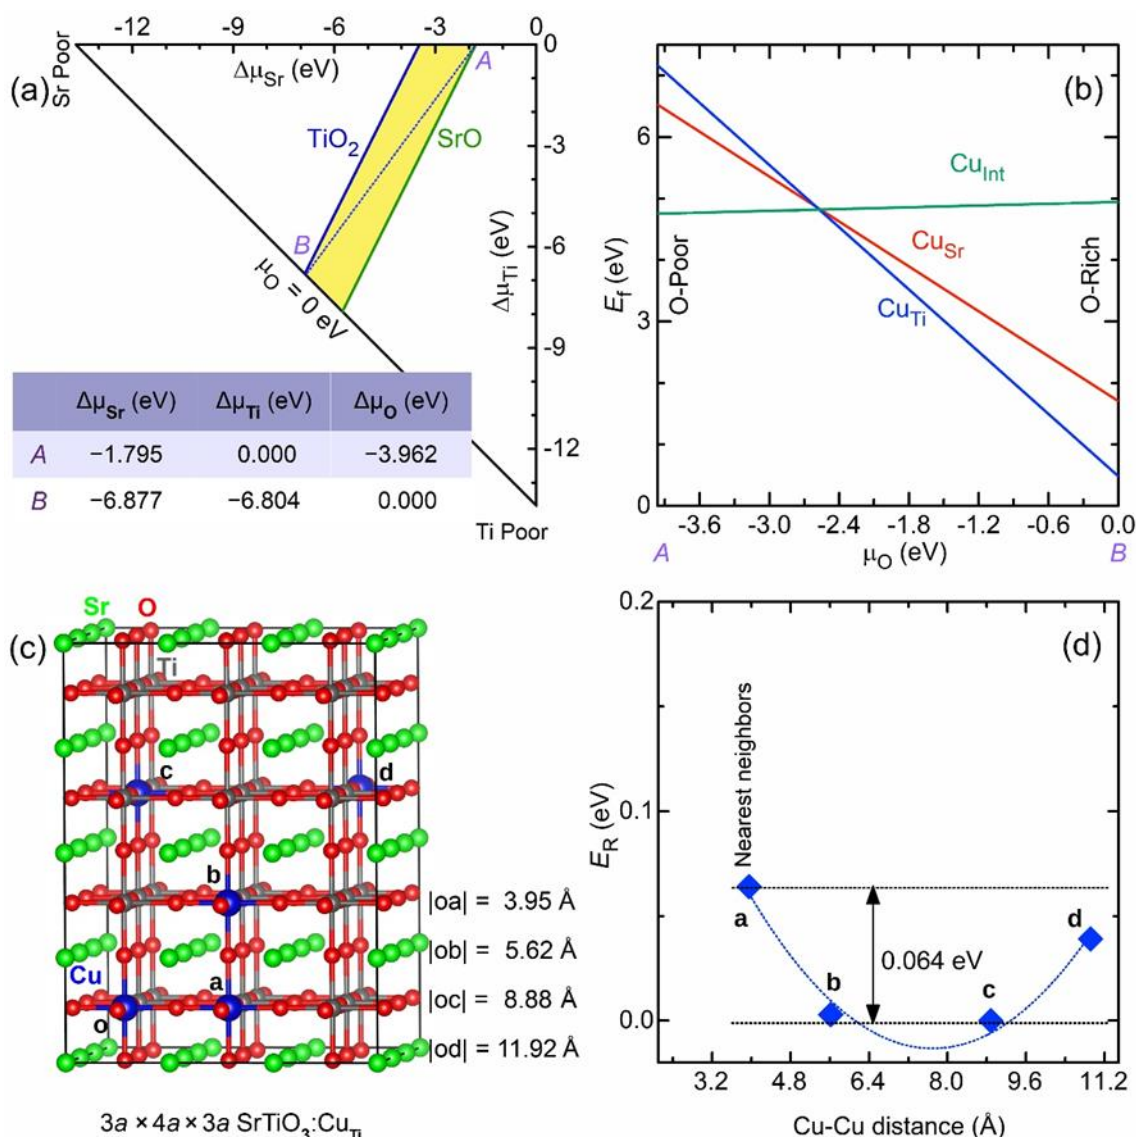 -12 -9 -6 -3 0
Δμ_Sr (eV)
Sr Poor
(a)
A
TiO₂
SrO
-3
-6
-9
-12
Δμ_Ti (eV)
B
μ_O = 0 eV
Δμ_Sr (eV) Δμ_Ti (eV) Δμ_O (eV)
A −1.795 0.000 −3.962
B −6.877 −6.804 0.000
Ti Poor
(b)
6
3
0
E_f (eV)
O-Poor
O-Rich
Cu_Int
Cu_Sr
Cu_Ti
-3.6 -3.0 -2.4 -1.8 -1.2 -0.6 0.0
A μ_O (eV) B
(c)
Sr O
Ti
c d
b
Cu a
o
|oa| = 3.95 Å
|ob| = 5.62 Å
|oc| = 8.88 Å
|od| = 11.92 Å
3a × 4a × 3a SrTiO₃:Cu_Ti
(d)
0.2
0.1
0.0
E_R (eV)
Nearest neighbors
a
b
c
d
0.064 eV
3.2 4.8 6.4 8.0 9.6 11.2
Cu-Cu distance (Å)